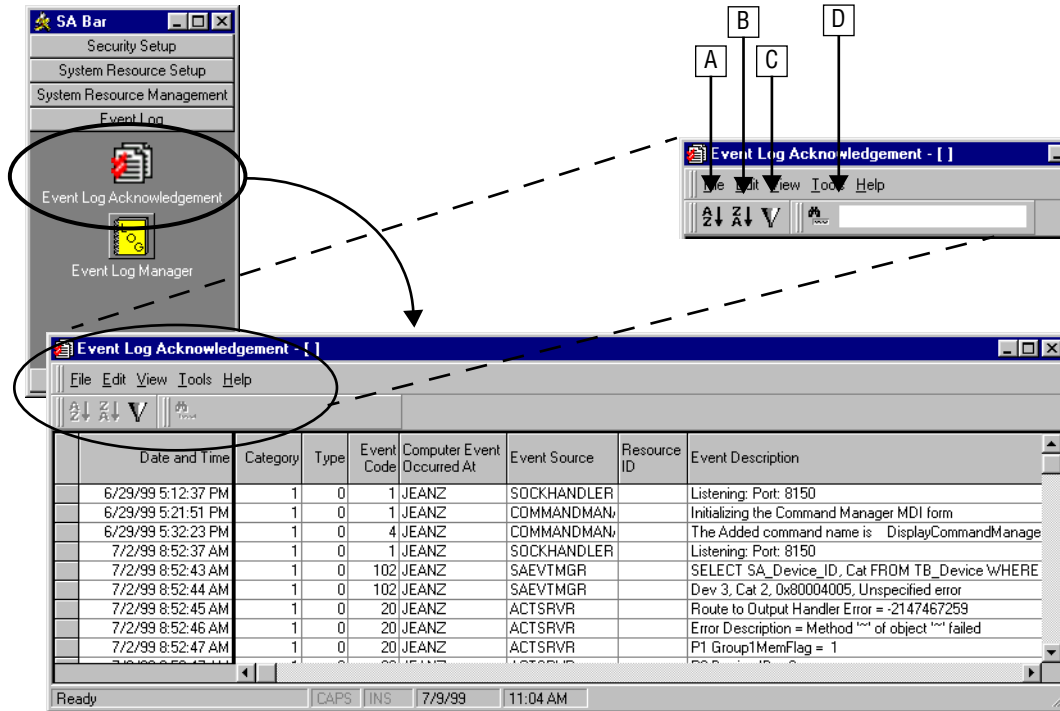 SA Bar
Security Setup
System Resource Setup
System Resource Management
Event Log
Event Log Acknowledgement
LOG
Event Log Manager
A
B
C
D
Event Log Acknowledgement - [ ]
File Edit View Tools Help
Event Log Acknowledgement - [ ]
File Edit View Tools Help
Date and Time Category Type Event Code Computer Event Occurred At Event Source Resource ID Event Description
6/29/99 5:12:37 PM 1 0 1 JEANZ SOCKHANDLER Listening: Port: 8150
6/29/99 5:21:51 PM 1 0 1 JEANZ COMMANDMAN Initializing the Command Manager MDI form
6/29/99 5:32:23 PM 1 0 4 JEANZ COMMANDMAN The Added command name is DisplayCommandManage
7/2/99 8:52:37 AM 1 0 1 JEANZ SOCKHANDLER Listening: Port: 8150
7/2/99 8:52:43 AM 1 0 102 JEANZ SAEVTMGR SELECT SA_Device_ID, Cat FROM TB_Device WHERE
7/2/99 8:52:44 AM 1 0 102 JEANZ SAEVTMGR Dev 3, Cat 2, 0x80004005, Unspecified error
7/2/99 8:52:45 AM 1 0 20 JEANZ ACTSRVR Route to Output Handler Error = -2147467259
7/2/99 8:52:46 AM 1 0 20 JEANZ ACTSRVR Error Description = Method '~' of object '~' failed
7/2/99 8:52:47 AM 1 0 20 JEANZ ACTSRVR P1 Group1MemFlag = 1
Ready CAPS INS 7/9/99 11:04 AM